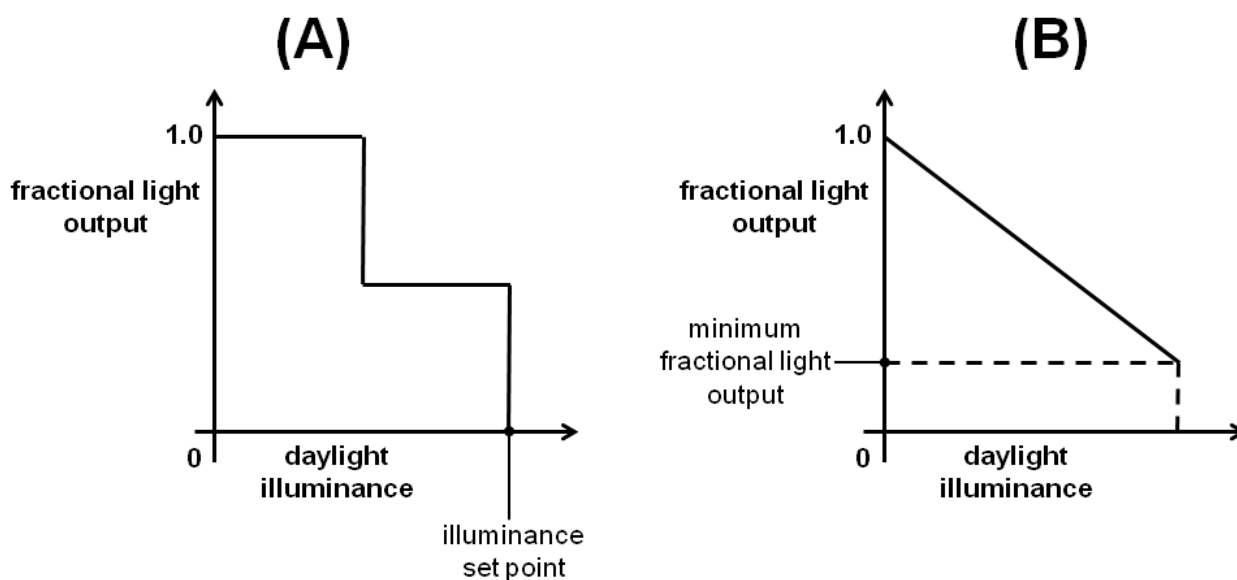 (A)
1.0
fractional light
output
0
daylight
illuminance
illuminance
set point
(B)
1.0
fractional light
output
minimum
fractional light
output
0
daylight
illuminance